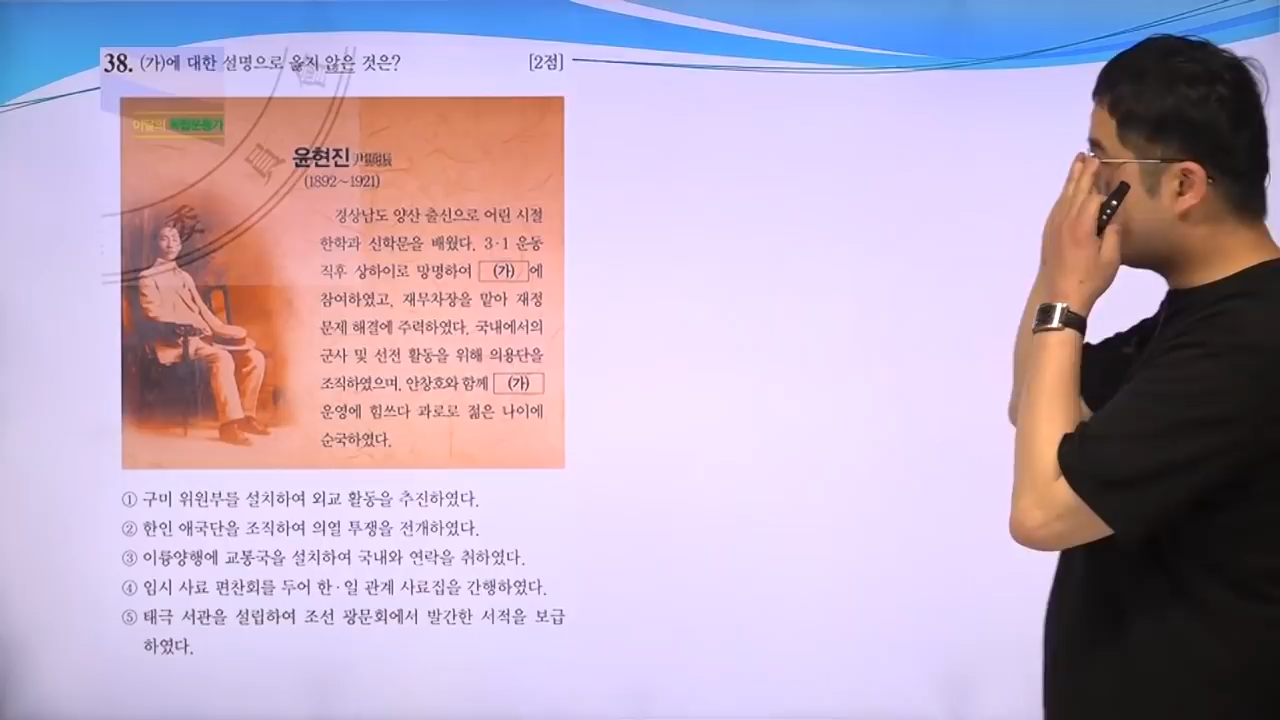 38. (가)에 대한 설명으로 옳지 않은 것은? [2점]
이달의 독립운동가
윤현진 尹顯振
(1892～1921)
경상남도 양산 출신으로 어린 시절
한학과 신학문을 배웠다. 3·1 운동
직후 상하이로 망명하여 (가) 에
참여하였고, 재무차장을 맡아 재정
문제 해결에 주력하였다. 국내에서의
군사 및 선전 활동을 위해 의용단을
조직하였으며, 안창호와 함께 (가)
운영에 힘쓰다 과로로 젊은 나이에
순국하였다.
① 구미 위원부를 설치하여 외교 활동을 추진하였다.
② 한인 애국단을 조직하여 의열 투쟁을 전개하였다.
③ 이륭양행에 교통국을 설치하여 국내와 연락을 취하였다.
④ 임시 사료 편찬회를 두어 한·일 관계 사료집을 간행하였다.
⑤ 태극 서관을 설립하여 조선 광문회에서 발간한 서적을 보급
하였다.